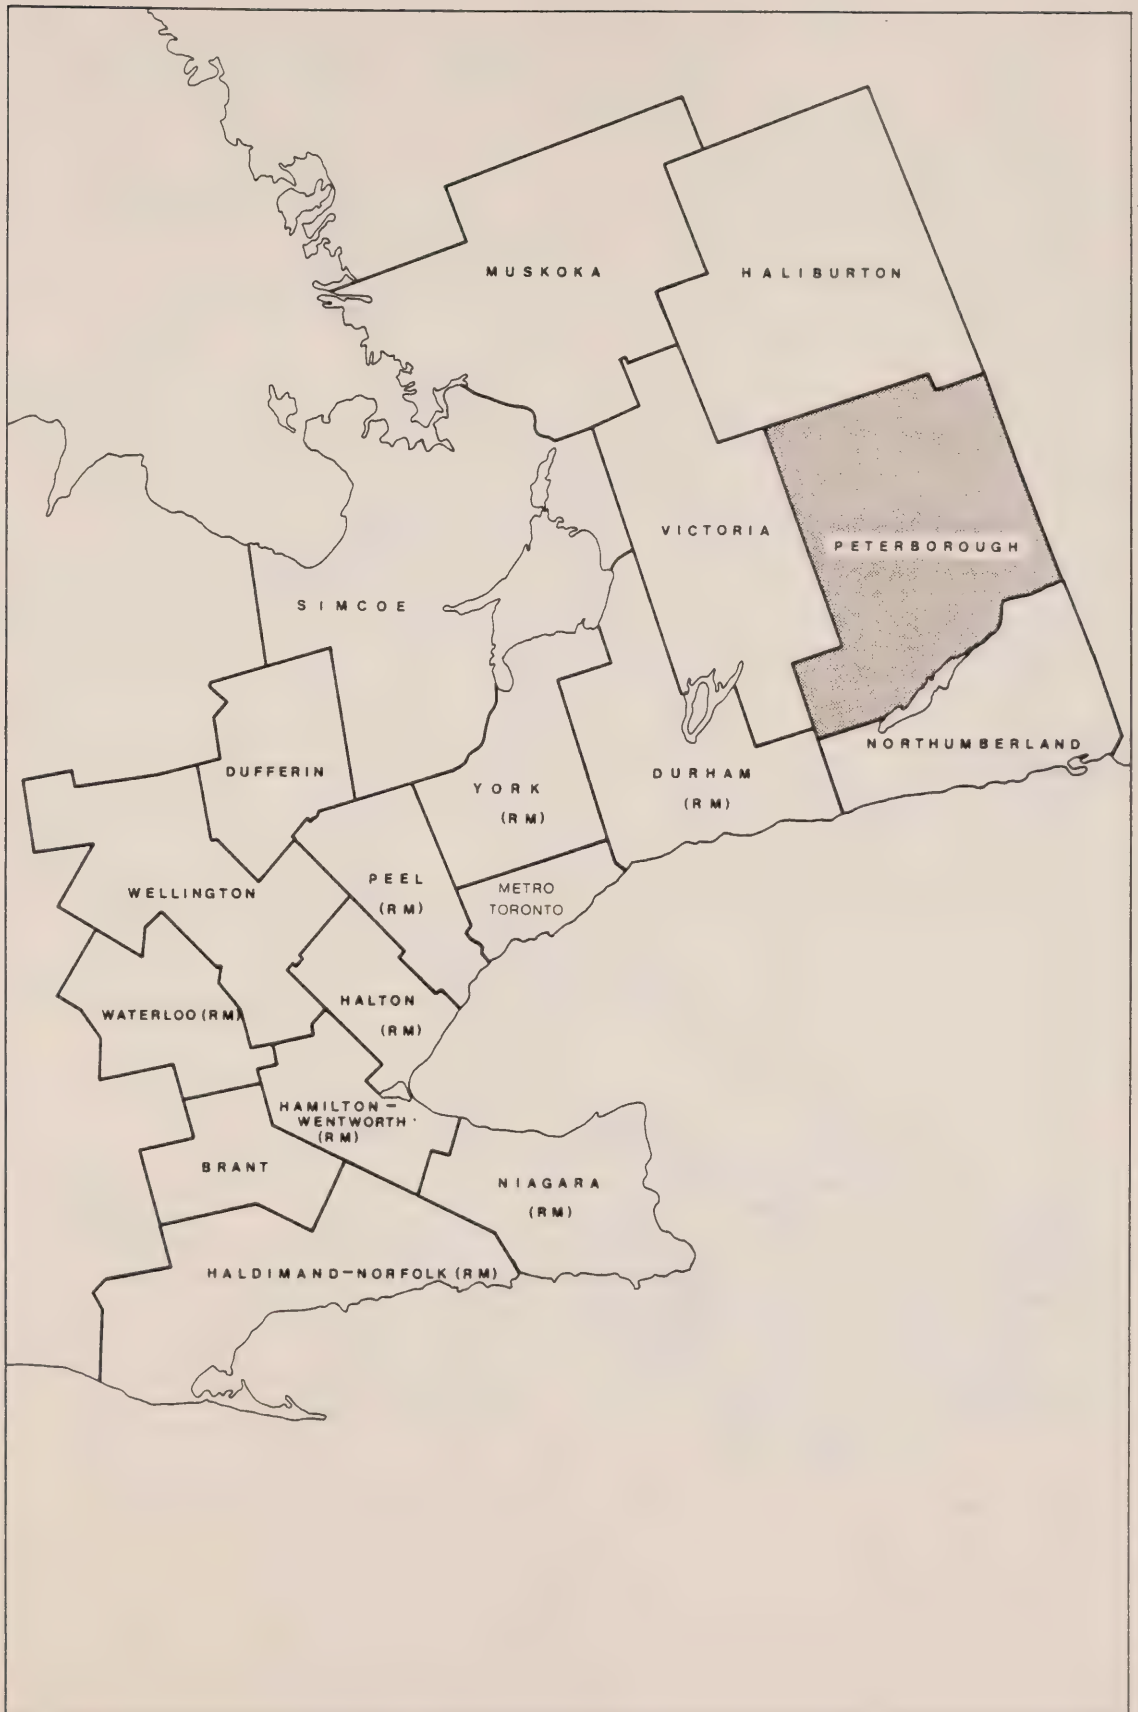 MUSKOKA
HALIBURTON
VICTORIA
PETERBOROUGH
SIMCOE
NORTHUMBERLAND
DUFFERIN
YORK
(RM)
DURHAM
(RM)
WELLINGTON
PEEL
(RM)
METRO
TORONTO
WATERLOO (RM)
HALTON
(RM)
HAMILTON-
WENTWORTH
(RM)
BRANT
NIAGARA
(RM)
HALDIMAND-NORFOLK (RM)